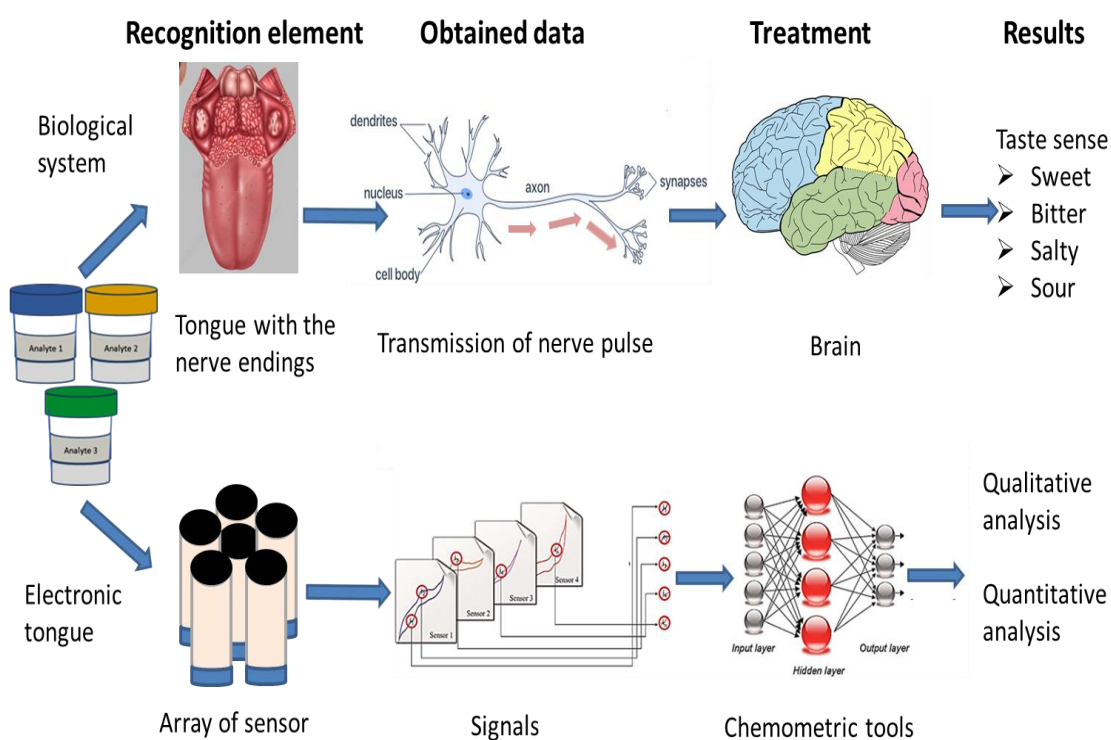 Recognition element
Obtained data
Treatment
Results
Biological
system
dendrites
nucleus
cell body
axon
synapses
Taste sense
Sweet
Bitter
Salty
Sour
Analyte 1
Analyte 2
Analyte 3
Tongue with the
nerve endings
Transmission of nerve pulse
Brain
Electronic
tongue
Sensor 1
Sensor 2
Sensor 3
Sensor 4
Input layer
Hidden layer
Output layer
Qualitative
analysis
Quantitative
analysis
Array of sensor
Signals
Chemometric tools